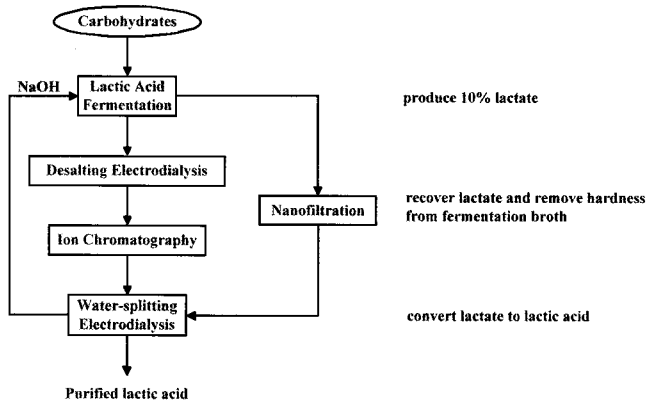 Carbohydrates
NaOH
Lactic Acid
Fermentation
produce 10% lactate
Desalting Electrodialysis
Nanofiltration
recover lactate and remove hardness
from fermentation broth
Ion Chromatography
Water-splitting
Electrodialysis
convert lactate to lactic acid
Purified lactic acid